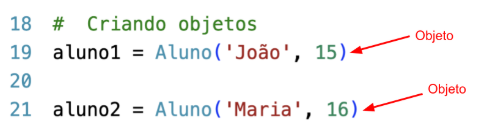 18 # Criando objetos
19 aluno1 = Aluno('João', 15)
Objeto
20
21 aluno2 = Aluno('Maria', 16)
Objeto